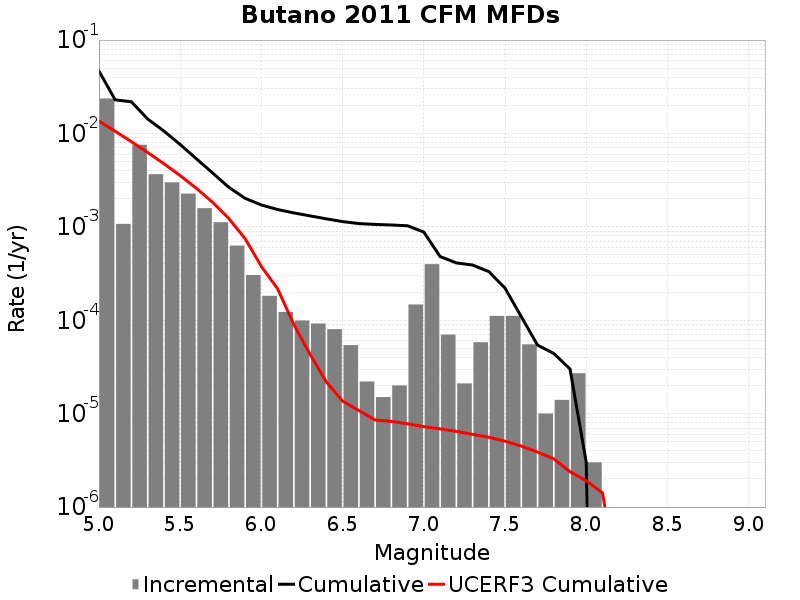 Butano 2011 CFM MFDs
10-1
10-2
10-3
10-4
10-5
10-6
Rate (1/yr)
5.0 5.5 6.0 6.5 7.0 7.5 8.0 8.5 9.0
Magnitude
Incremental Cumulative UCERF3 Cumulative